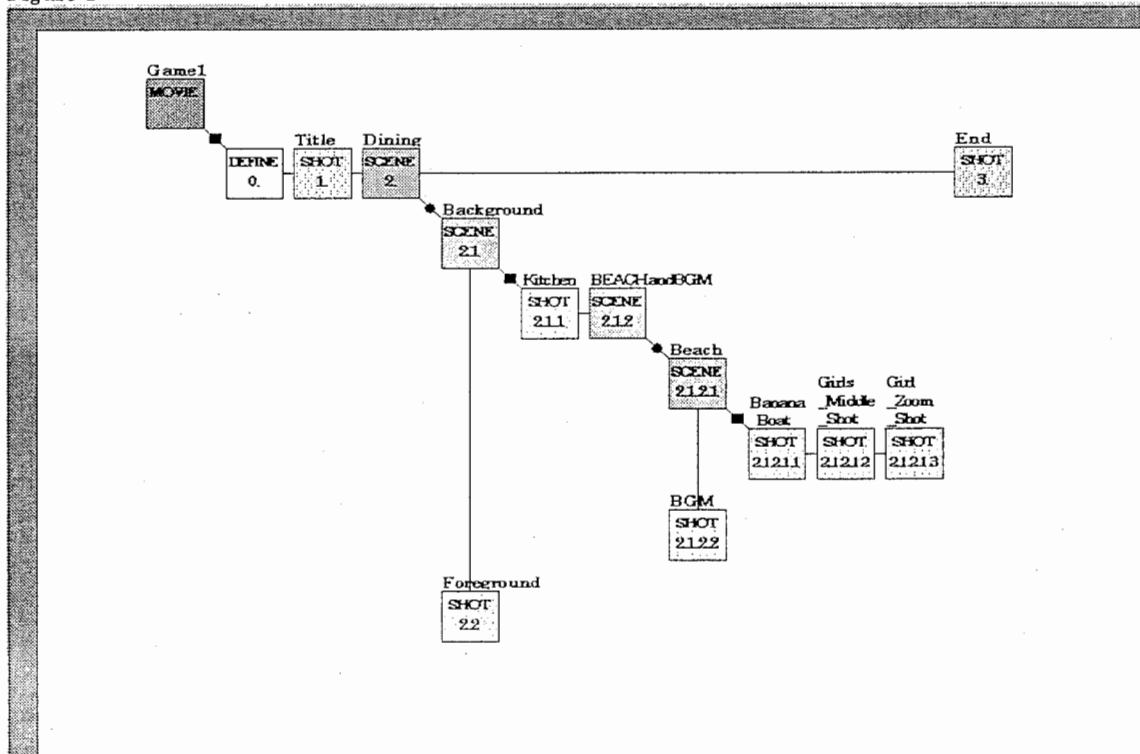 Game1
MOVIE
Title
Dining
End
DEFINE
0.
SHOT
1.
SCENE
2.
SHOT
3.
Background
SCENE
2.1
Kitchen
BEACHandBGM
SHOT
2.1.1
SCENE
2.1.2
Beach
SCENE
2.1.2.1
Banana
_Boat
Girls
_Middle
_Shot
Girl
_Zoom
_Shot
SHOT
2.1.2.1.1
SHOT
2.1.2.1.2
SHOT
2.1.2.1.3
BGM
SHOT
2.1.2.2
Foreground
SHOT
2.2